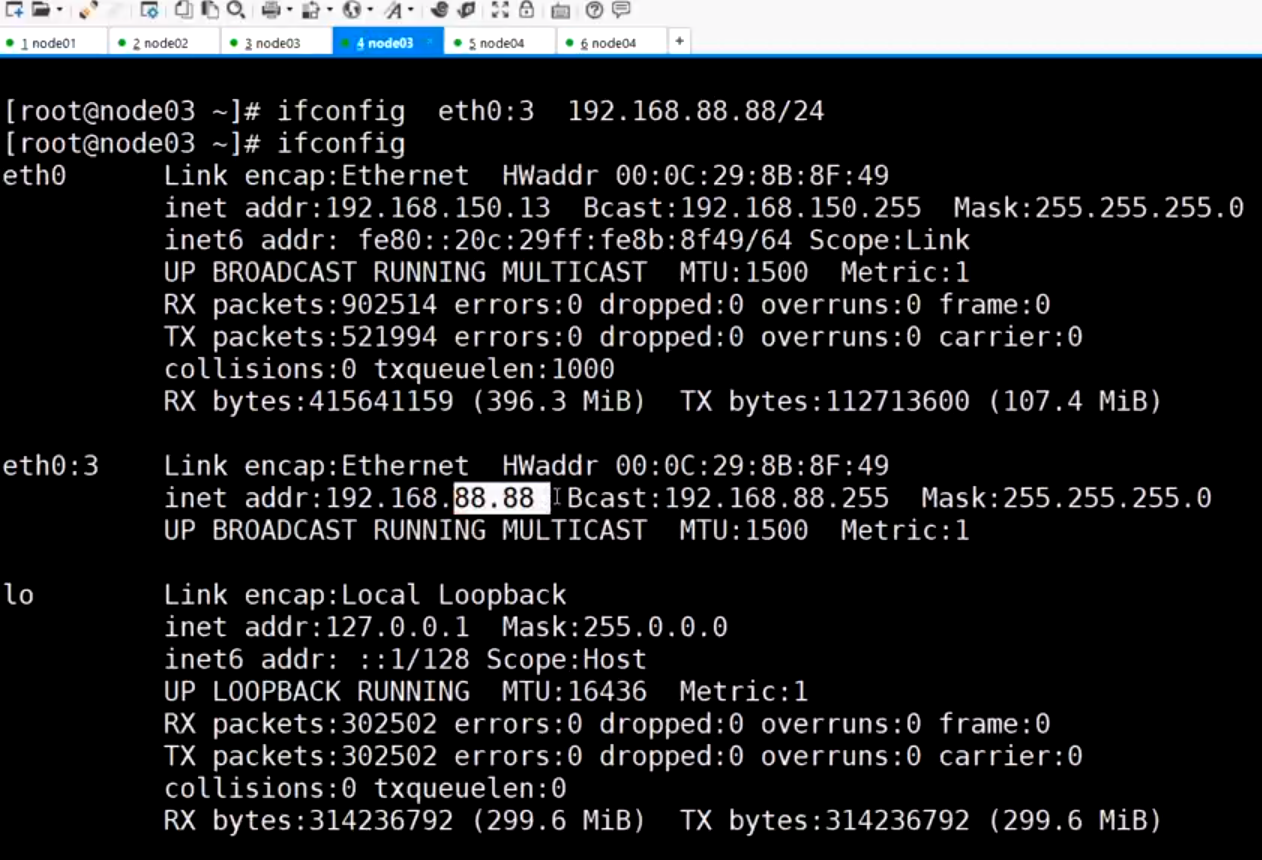 1 node01 2 node02 3 node03 4 node03 × 5 node04 6 node04 +
[root@node03 ~]# ifconfig  eth0:3  192.168.88.88/24
[root@node03 ~]# ifconfig
eth0      Link encap:Ethernet  HWaddr 00:0C:29:8B:8F:49
          inet addr:192.168.150.13  Bcast:192.168.150.255  Mask:255.255.255.0
          inet6 addr: fe80::20c:29ff:fe8b:8f49/64 Scope:Link
          UP BROADCAST RUNNING MULTICAST  MTU:1500  Metric:1
          RX packets:902514 errors:0 dropped:0 overruns:0 frame:0
          TX packets:521994 errors:0 dropped:0 overruns:0 carrier:0
          collisions:0 txqueuelen:1000
          RX bytes:415641159 (396.3 MiB)  TX bytes:112713600 (107.4 MiB)
eth0:3    Link encap:Ethernet  HWaddr 00:0C:29:8B:8F:49
          inet addr:192.168.88.88  Bcast:192.168.88.255  Mask:255.255.255.0
          UP BROADCAST RUNNING MULTICAST  MTU:1500  Metric:1
lo        Link encap:Local Loopback
          inet addr:127.0.0.1  Mask:255.0.0.0
          inet6 addr: ::1/128 Scope:Host
          UP LOOPBACK RUNNING  MTU:16436  Metric:1
          RX packets:302502 errors:0 dropped:0 overruns:0 frame:0
          TX packets:302502 errors:0 dropped:0 overruns:0 carrier:0
          collisions:0 txqueuelen:0
          RX bytes:314236792 (299.6 MiB)  TX bytes:314236792 (299.6 MiB)